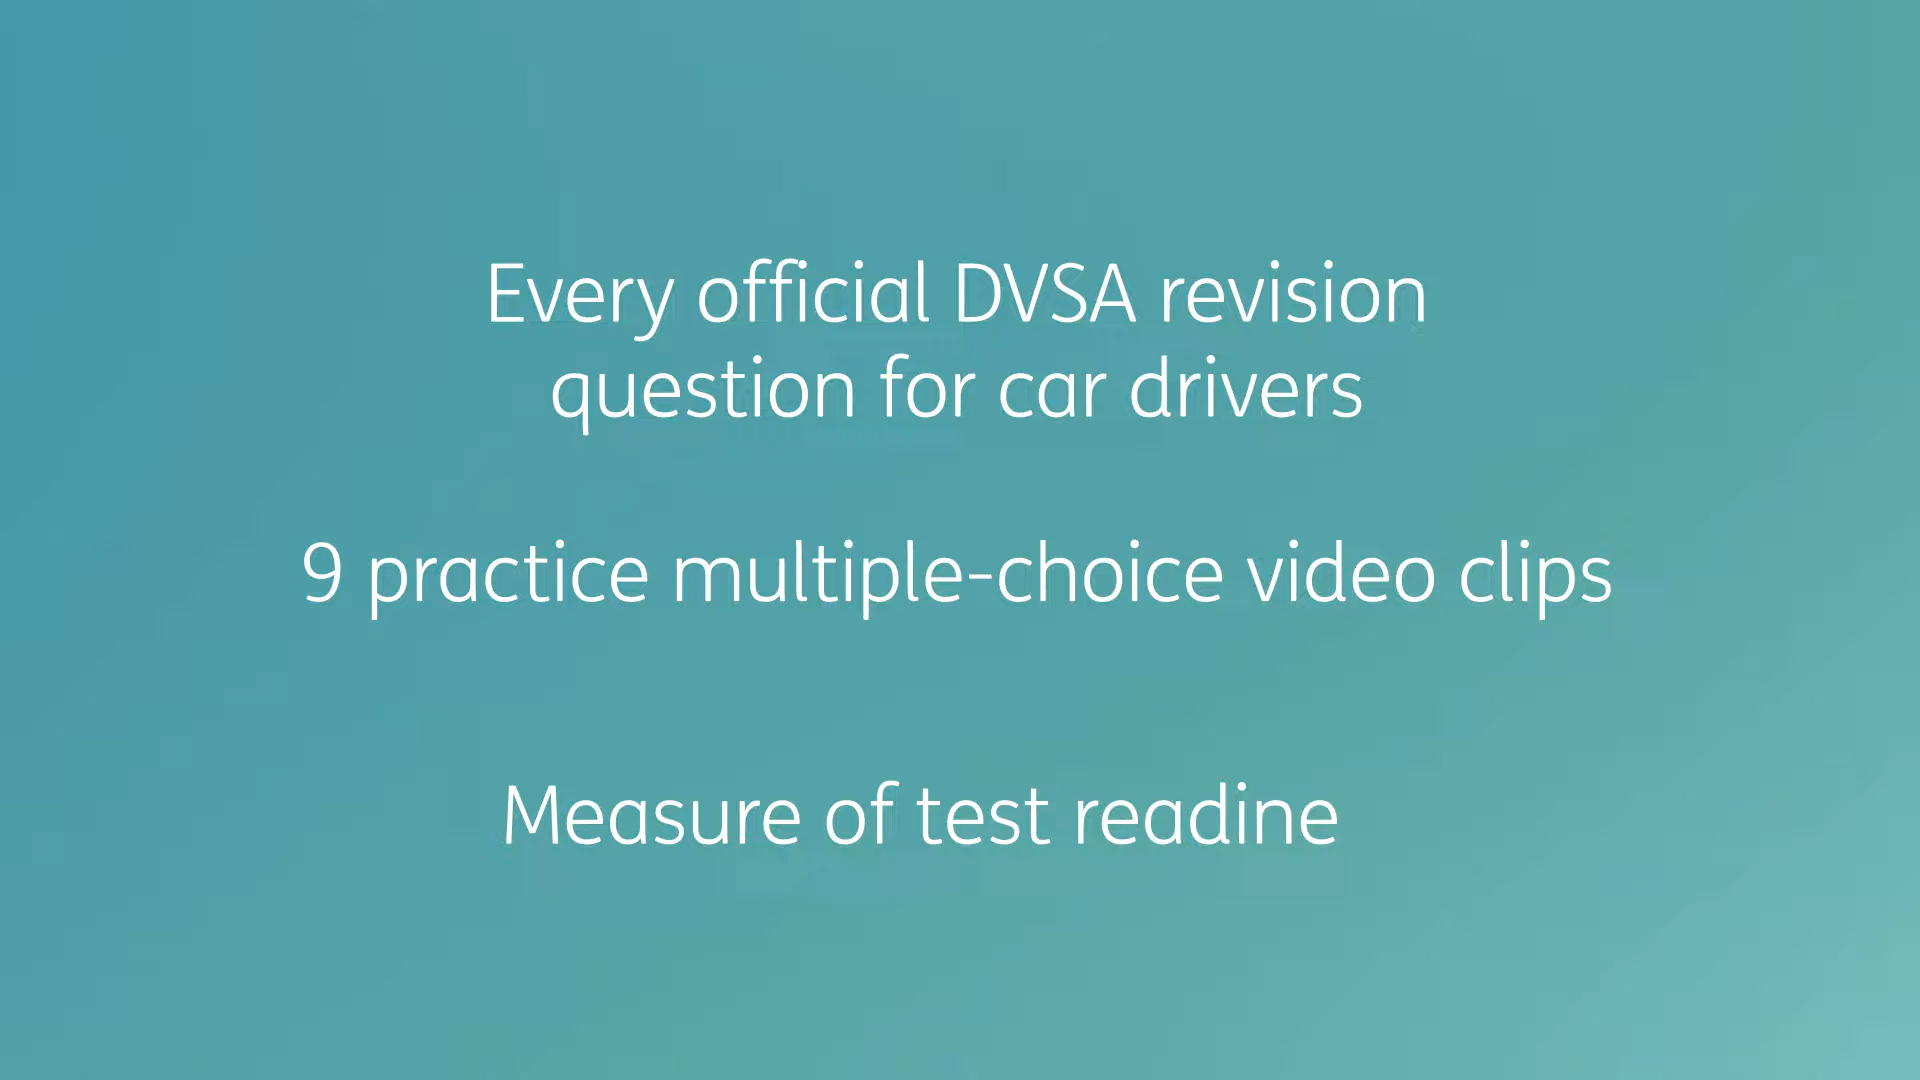 Every official DVSA revision
question for car drivers
9 practice multiple-choice video clips
Measure of test readine